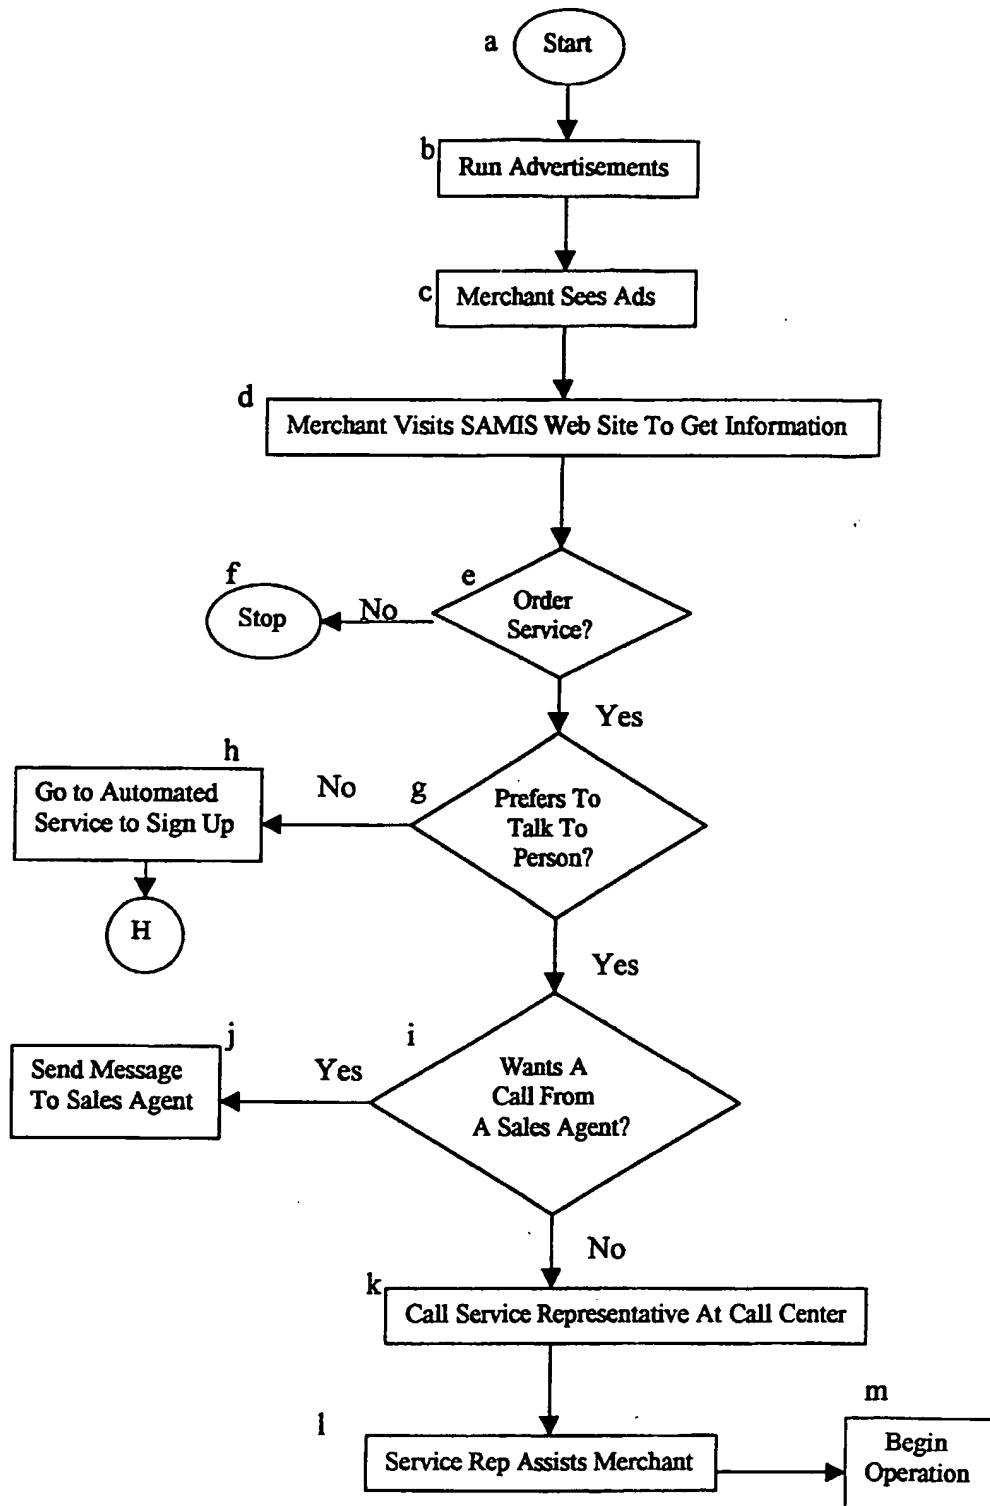 a
Start
b
Run Advertisements
c
Merchant Sees Ads
d
Merchant Visits SAMIS Web Site To Get Information
e
Order
Service?
f
Stop
No
Yes
g
Prefers To
Talk To
Person?
No
h
Go to Automated
Service to Sign Up
H
Yes
i
Wants A
Call From
A Sales Agent?
Yes
j
Send Message
To Sales Agent
No
k
Call Service Representative At Call Center
l
Service Rep Assists Merchant
m
Begin
Operation